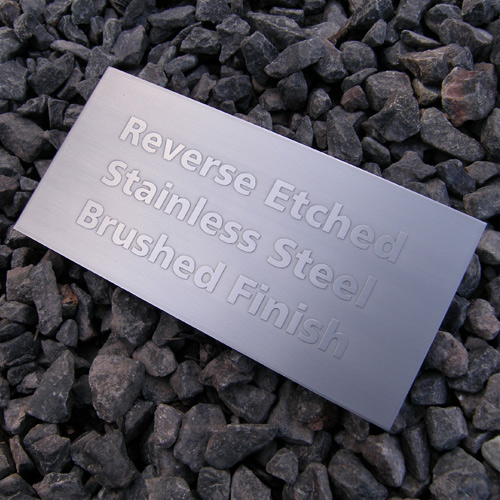 Reverse Etched
Stainless Steel
Brushed Finish